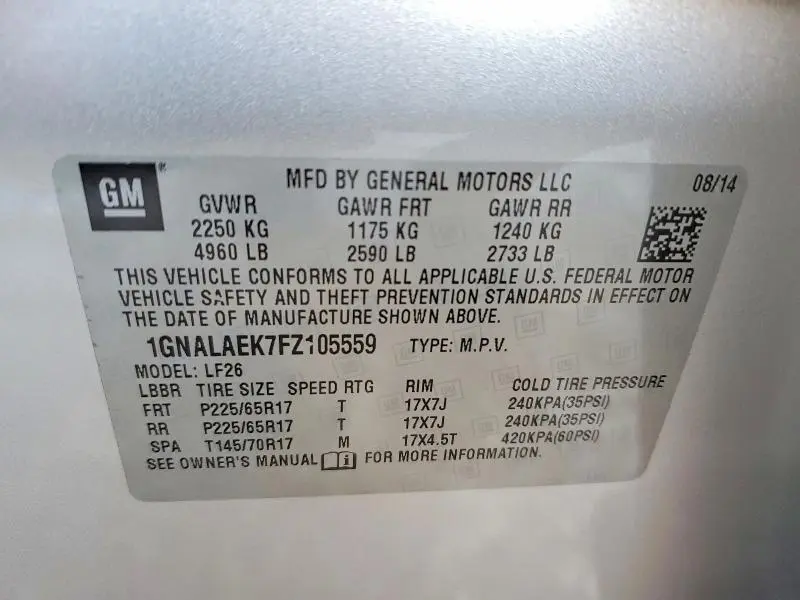 GM
MFD BY GENERAL MOTORS LLC 08/14
GVWR GAWR FRT GAWR RR
2250 KG 1175 KG 1240 KG
4960 LB 2590 LB 2733 LB
THIS VEHICLE CONFORMS TO ALL APPLICABLE U.S. FEDERAL MOTOR
VEHICLE SAFETY AND THEFT PREVENTION STANDARDS IN EFFECT ON
THE DATE OF MANUFACTURE SHOWN ABOVE.
1GNALAEK7FZ105559 TYPE: M.P.V.
MODEL: LF26
LBBR TIRE SIZE SPEED RTG RIM COLD TIRE PRESSURE
FRT P225/65R17 T 17X7J 240KPA(35PSI)
RR P225/65R17 T 17X7J 240KPA(35PSI)
SPA T145/70R17 M 17X4.5T 420KPA(60PSI)
SEE OWNER'S MANUAL FOR MORE INFORMATION.